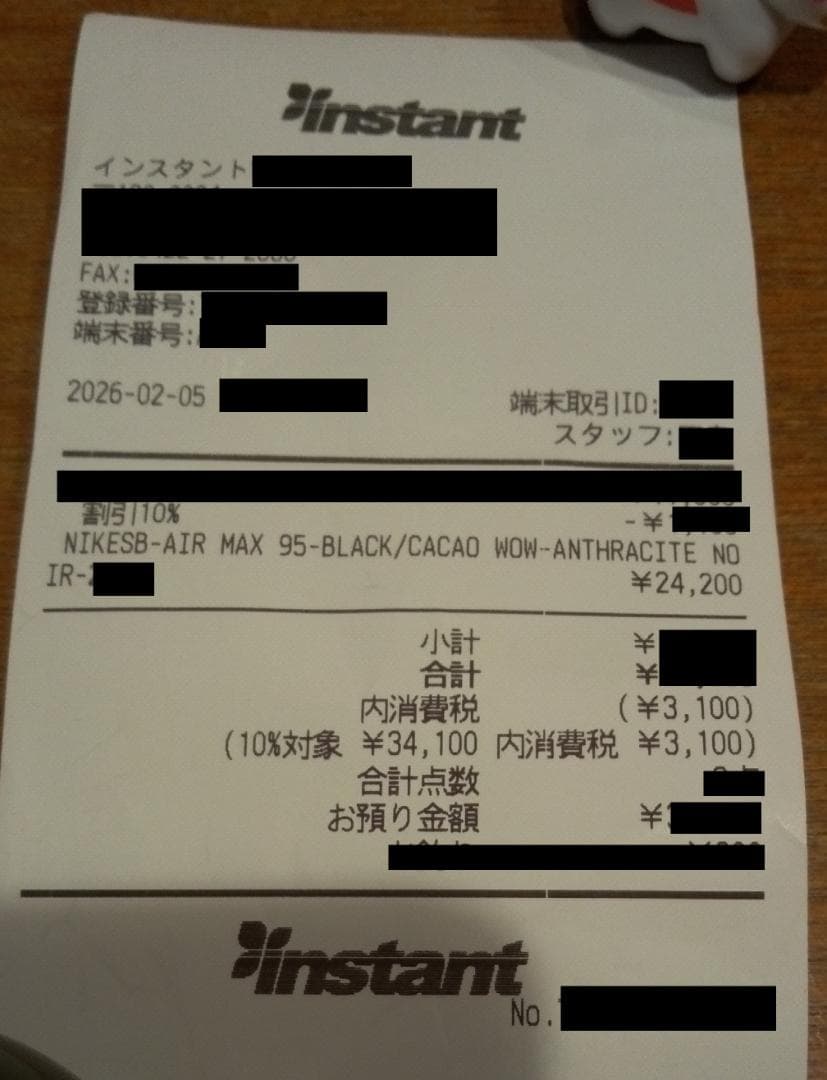 instant
インスタント
FAX:
登録番号:
端末番号:
2026-02-05 端末取引ID:
スタッフ:
割引10% -¥
NIKESB-AIR MAX 95-BLACK/CACAO WOW-ANTHRACITE NO
IR- ¥24,200
小計 ¥
合計 ¥
内消費税 (¥3,100)
(10%対象 ¥34,100 内消費税 ¥3,100)
合計点数
お預り金額 ¥
instant
No.